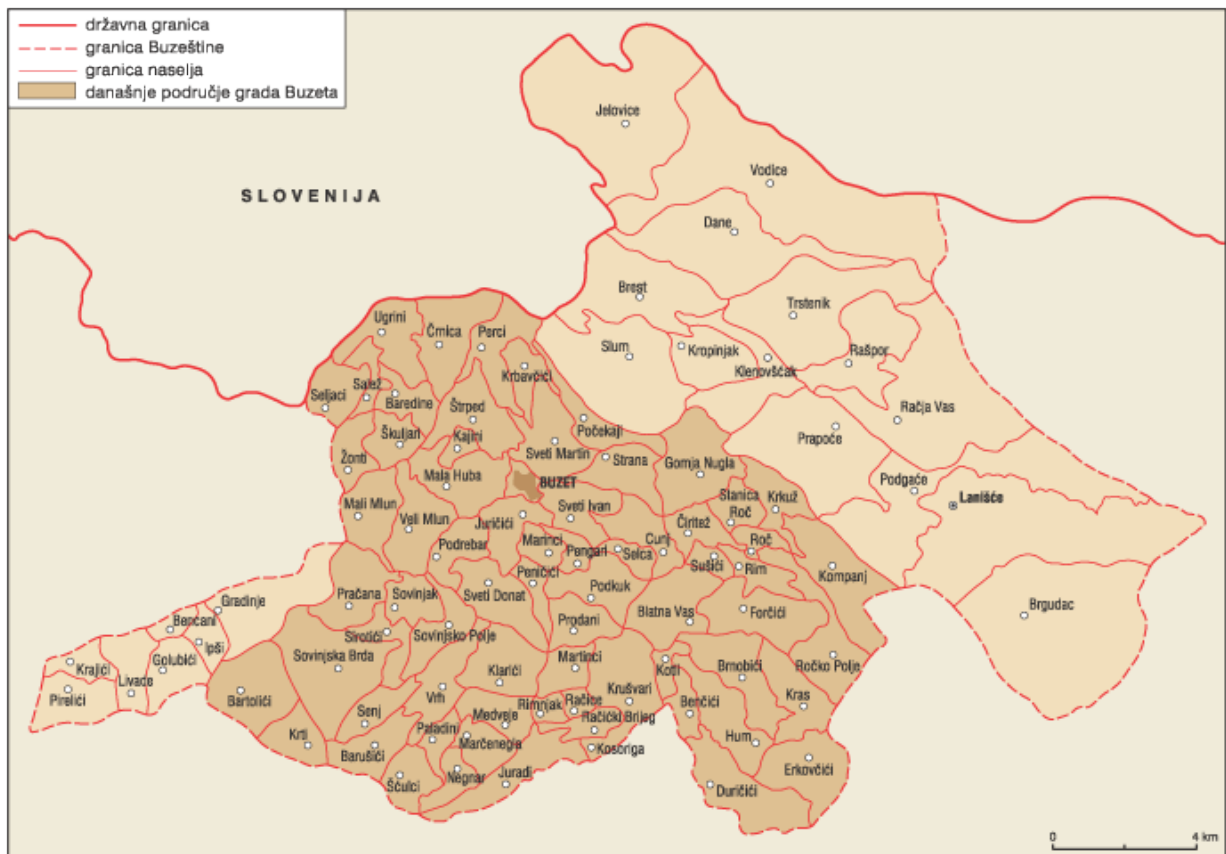 državna granica
granica Buzeštine
granica naselja
današnje područje grada Buzeta
Jelovice
Vodice
SLOVENIJA
Dane
Brest
Trstenik
Ugrini
Črnica
Perci
Slum
Kropinjak
Klenovšćak
Rašpor
Krbavčići
Salež
Seljaci
Baredine
Štrped
Račja Vas
Počekaji
Prapoće
Škuljari
Kajini
Sveti Martin
Strana
Gornja Nugla
Žonti
Mala Huba
BUZET
Podgaće
Slanica
Krkuž
Lanišće
Mali Mlun
Veli Mlun
Juričići
Sveti Ivan
Roč
Čiritež
Podrebar
Marinci
Pengari
Selca
Cunj
Sušići
Roč
Rim
Kompanj
Peničići
Pračana
Sovinjak
Sveti Donat
Podkuk
Blatna Vas
Forčići
Brgudac
Gradinje
Benčani
Ipši
Sirotići
Sovinjsko Polje
Prodani
Golubići
Krajići
Sovinjska Brda
Klarići
Martinci
Kotli
Brnobići
Ročko Polje
Livade
Pirelići
Bartolići
Vrh
Rimnjak
Račice
Krušvari
Benčići
Kras
Senj
Medveje
Račički Brijeg
Paladini
Marčenegla
Krti
Barušići
Kosoriga
Hum
Erkovčići
Šćulci
Negnar
Juradi
Duričići
0
4 km